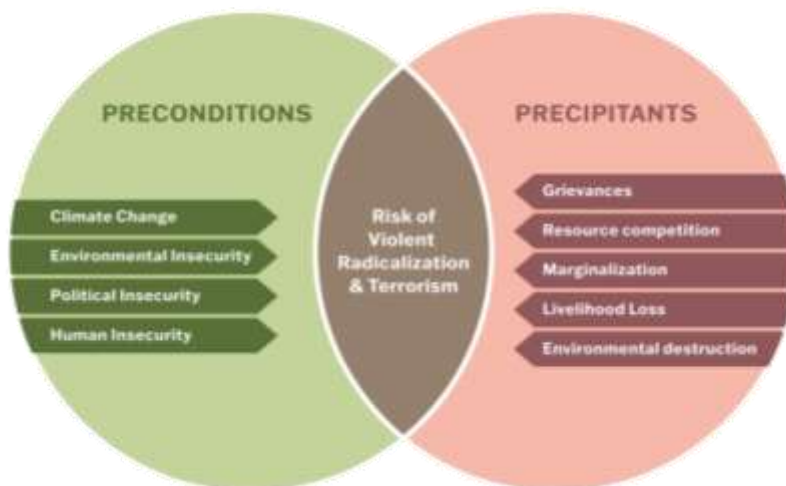 PRECONDITIONS
Climate Change
Environmental Insecurity
Political Insecurity
Human Insecurity
Risk of
Violent
Radicalization
& Terrorism
PRECIPITANTS
Grievances
Resource competition
Marginalization
Livelihood Loss
Environmental destruction